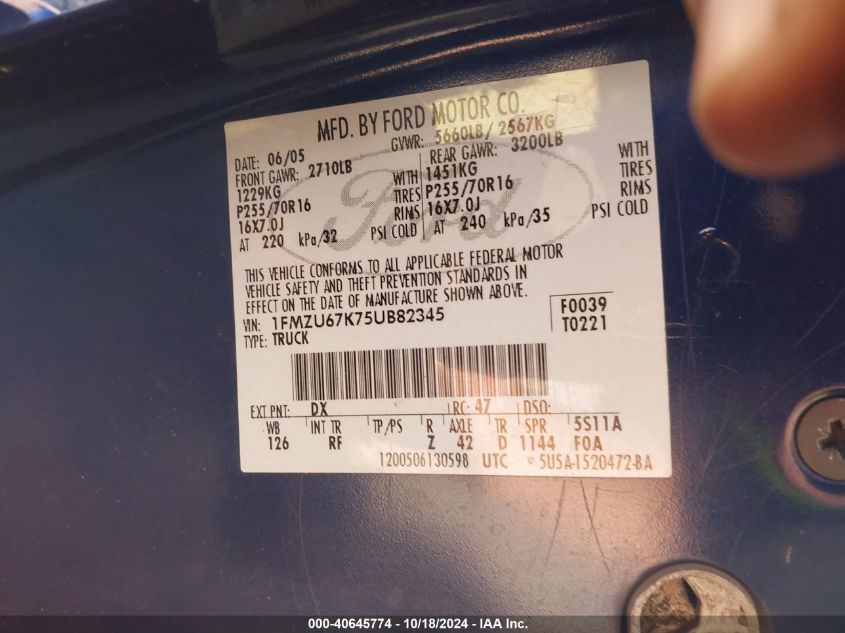 MFD. BY FORD MOTOR CO.
DATE: 06/05 GVWR: 5660LB/ 2567KG
FRONT GAWR: 2710LB REAR GAWR: 3200LB
1229KG WITH 1451KG WITH
P255/70R16 TIRES P255/70R16 TIRES
16X7.0J RIMS 16X7.0J RIMS
AT 220 kPa/32 PSI COLD AT 240 kPa/35 PSI COLD
THIS VEHICLE CONFORMS TO ALL APPLICABLE FEDERAL MOTOR
VEHICLE SAFETY AND THEFT PREVENTION STANDARDS IN
EFFECT ON THE DATE OF MANUFACTURE SHOWN ABOVE.
VIN: 1FMZU67K75UB82345 F0039
TYPE: TRUCK T0221
EXT PNT: DX RC: 47 DSO:
WB INT TR TP/PS R AXLE TR SPR 5S11A
126 RF Z 42 D 1144 F0A
1200506130598 UTC ▽ 5U5A-1520472-BA
Ford
000-40645774 - 10/18/2024 - IAA Inc.